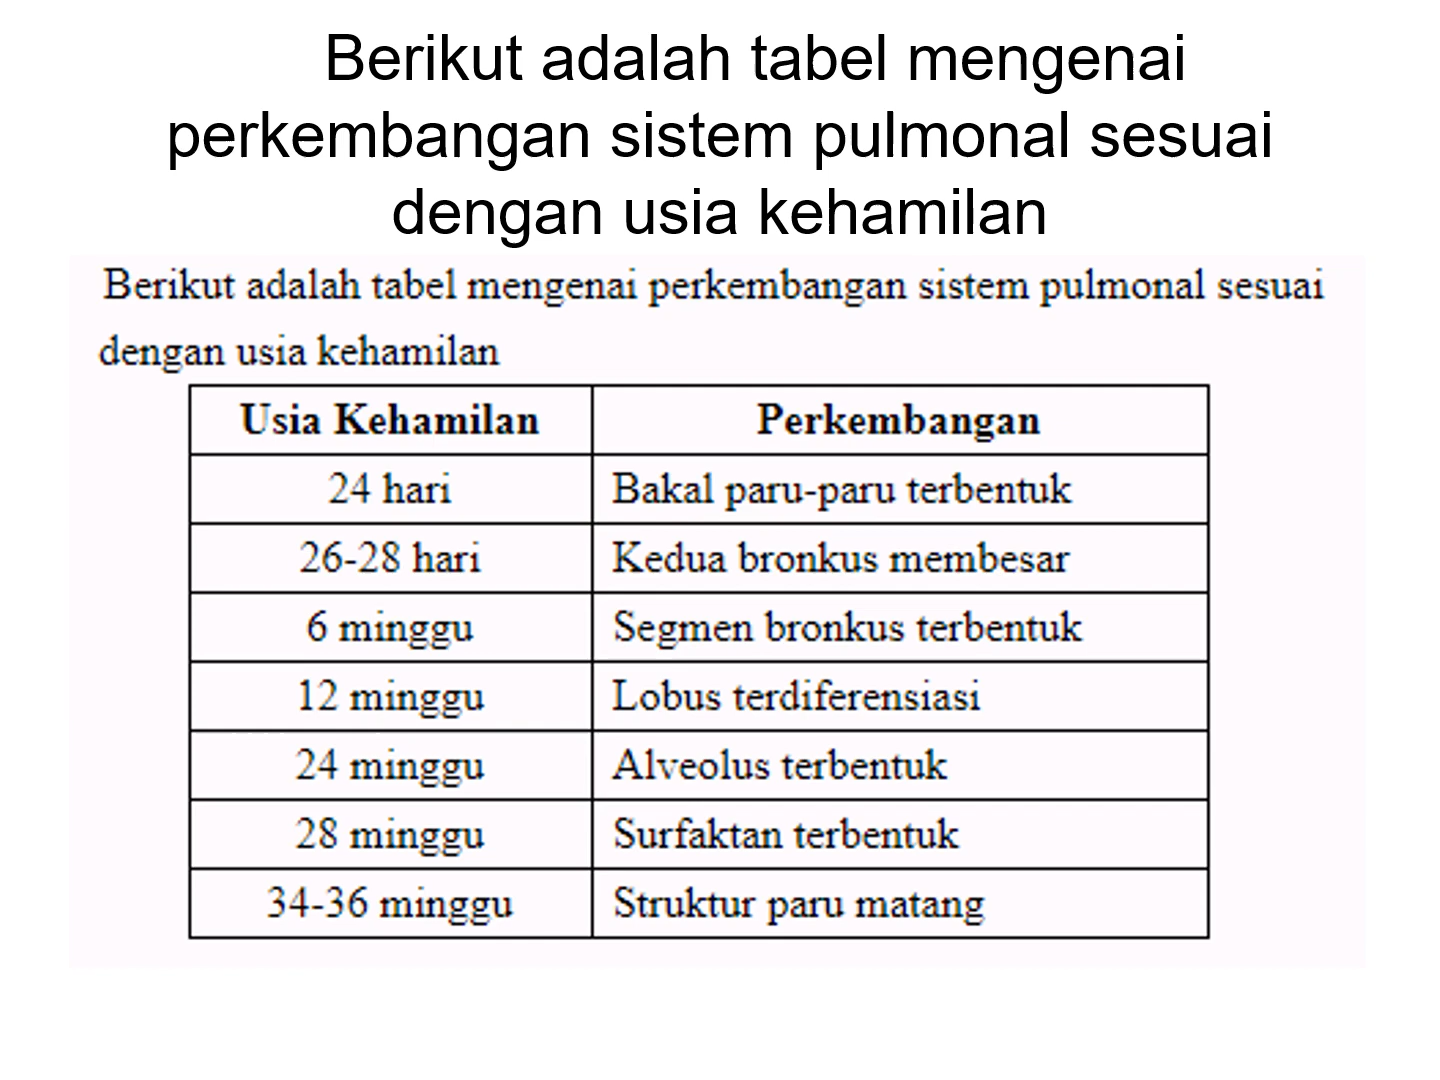 Berikut adalah tabel mengenai
perkembangan sistem pulmonal sesuai
dengan usia kehamilan
Berikut adalah tabel mengenai perkembangan sistem pulmonal sesuai
dengan usia kehamilan
Usia Kehamilan Perkembangan
24 hari Bakal paru-paru terbentuk
26-28 hari Kedua bronkus membesar
6 minggu Segmen bronkus terbentuk
12 minggu Lobus terdiferensiasi
24 minggu Alveolus terbentuk
28 minggu Surfaktan terbentuk
34-36 minggu Struktur paru matang